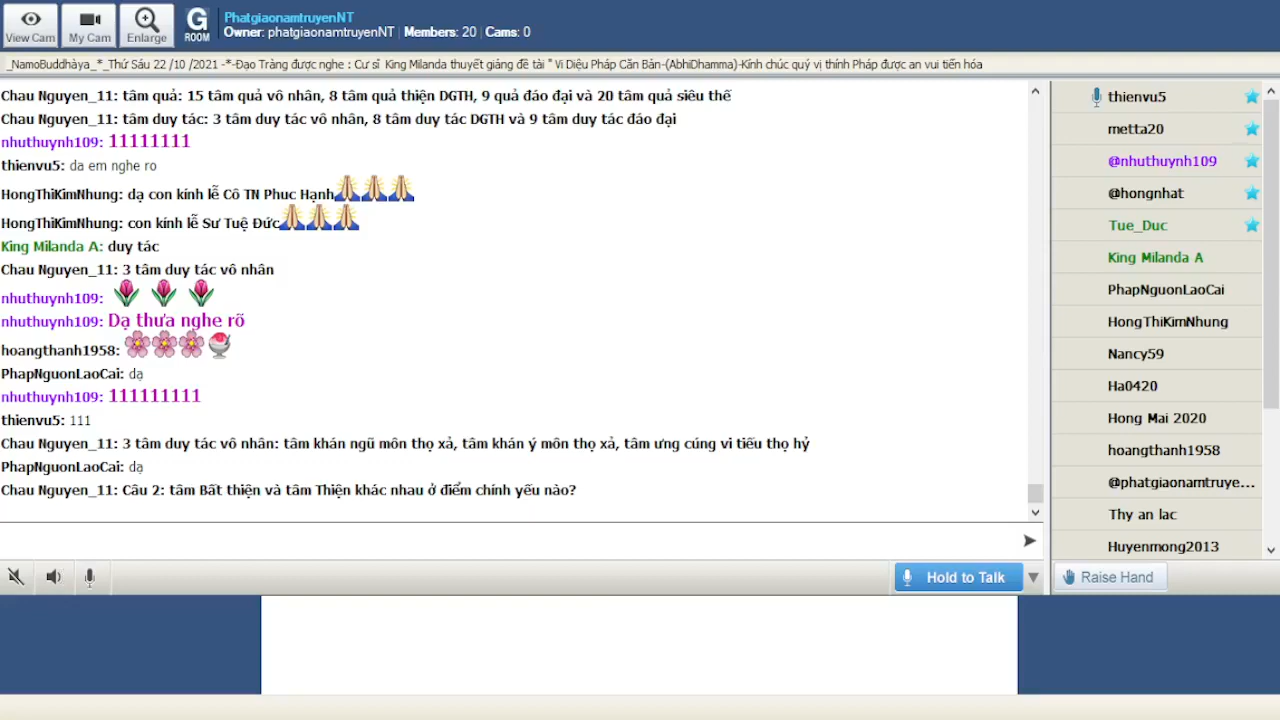 View Cam
My Cam
Enlarge
G
ROOM
PhatgiaonamtruyenNT
Owner: phatgiaonamtruyenNT | Members: 20 | Cams: 0
_NamoBuddhàya_*_Thứ Sáu 22 /10 /2021 -*-Đạo Tràng được nghe : Cư sĩ King Milanda thuyết giảng đề tài " Vi Diệu Pháp Căn Bản-(AbhiDhamma)-Kính chúc quý vị thính Pháp được an vui tiến hóa
Chau Nguyen_11: tâm quả: 15 tâm quả vô nhân, 8 tâm quả thiện DGTH, 9 quả đáo đại và 20 tâm quả siêu thế
Chau Nguyen_11: tâm duy tác: 3 tâm duy tác vô nhân, 8 tâm duy tác DGTH và 9 tâm duy tác đáo đại
nhuthuynh109: 11111111
thienvu5: da em nghe ro
HongThiKimNhung: dạ con kính lễ Cô TN Phuc Hạnh
HongThiKimNhung: con kính lễ Sư Tuệ Đức
King Milanda A: duy tác
Chau Nguyen_11: 3 tâm duy tác vô nhân
nhuthuynh109:
nhuthuynh109: Dạ thưa nghe rõ
hoangthanh1958:
PhapNguonLaoCai: dạ
nhuthuynh109: 111111111
thienvu5: 111
Chau Nguyen_11: 3 tâm duy tác vô nhân: tâm khán ngũ môn thọ xả, tâm khán ý môn thọ xả, tâm ưng cúng vi tiếu thọ hỷ
PhapNguonLaoCai: dạ
Chau Nguyen_11: Câu 2: tâm Bất thiện và tâm Thiện khác nhau ở điểm chính yếu nào?
thienvu5
metta20
@nhuthuynh109
@hongnhat
Tue_Duc
King Milanda A
PhapNguonLaoCai
HongThiKimNhung
Nancy59
Ha0420
Hong Mai 2020
hoangthanh1958
@phatgiaonamtruye...
Thy an lac
Huyenmong2013
Hold to Talk
Raise Hand